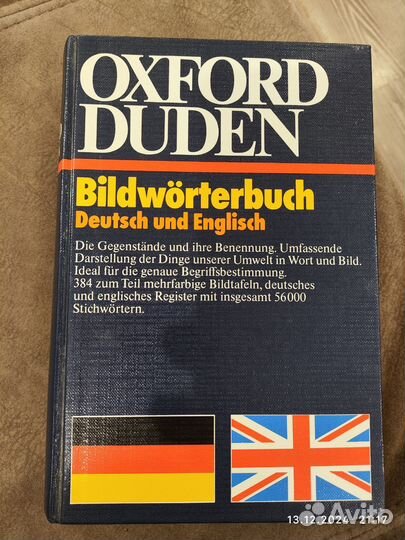 OXFORD
DUDEN
Bildwörterbuch
Deutsch und Englisch
Die Gegenstände und ihre Benennung. Umfassende
Darstellung der Dinge unserer Umwelt in Wort und Bild.
Ideal für die genaue Begriffsbestimmung.
384 zum Teil mehrfarbige Bildtafeln, deutsches
und englisches Register mit insgesamt 56000
Stichwörtern.
Avito
13.12.2024 21:17